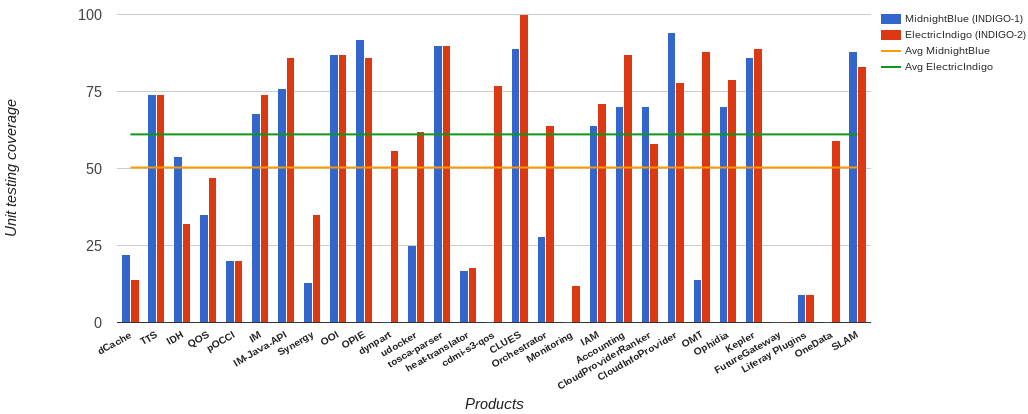 100
75
50
25
0
Unit testing coverage
dCache
TTS
IDH
QOS
pOCCI
IM
IM-Java-API
Synergy
OOI
OPIE
dynpart
udocker
tosca-parser
heat-translator
cdmi-s3-qos
CLUES
Orchestrator
Monitoring
IAM
Accounting
CloudProviderRanker
CloudInfoProvider
OMT
Ophidia
Kepler
FutureGateway
Liferay Plugins
OneData
SLAM
Products
MidnightBlue (INDIGO-1)
ElectricIndigo (INDIGO-2)
Avg MidnightBlue
Avg ElectricIndigo